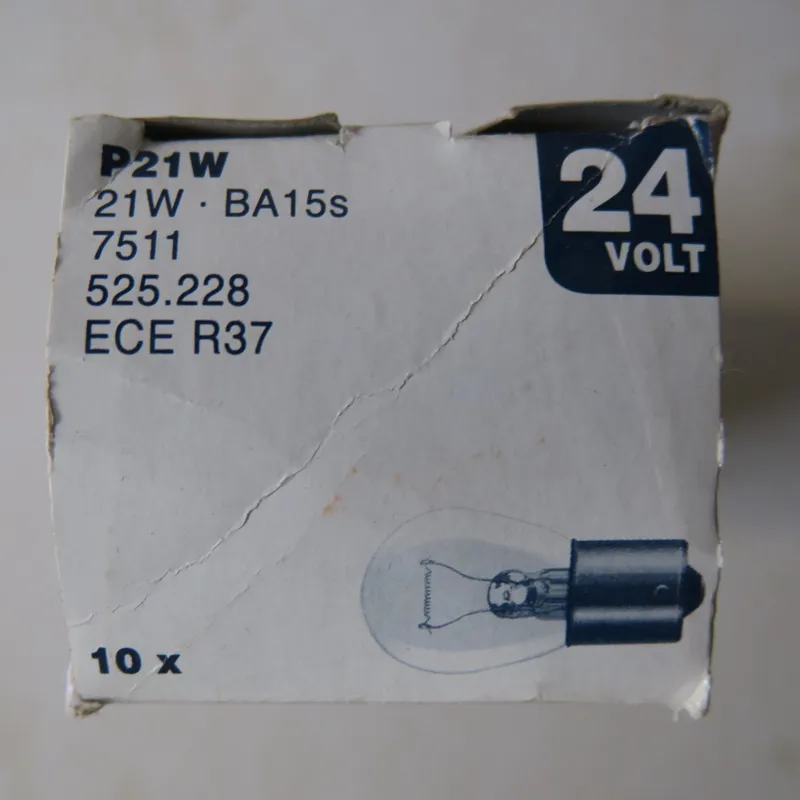 P21W
21W · BA15s
7511
525.228
ECE R37
24
VOLT
10 x